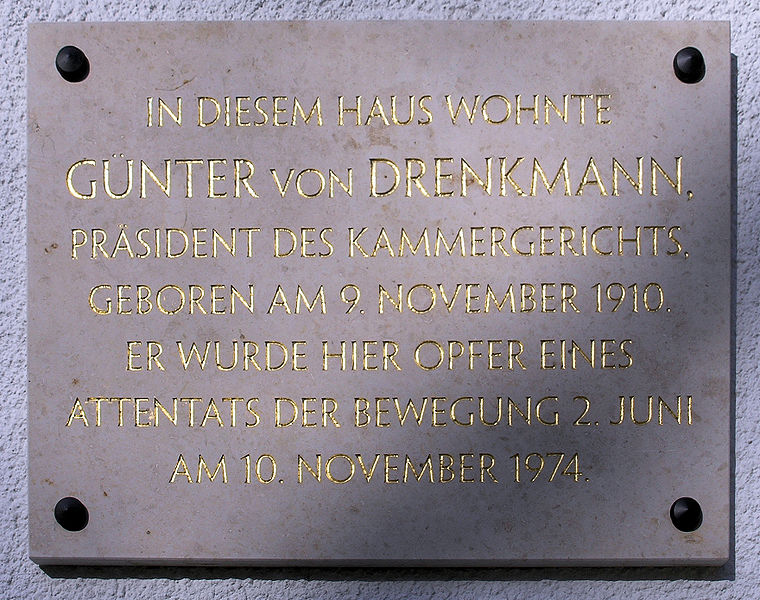 IN DIESEM HAUS WOHNTE
GÜNTER VON DRENKMANN,
PRÄSIDENT DES KAMMERGERICHTS,
GEBOREN AM 9. NOVEMBER 1910.
ER WURDE HIER OPFER EINES
ATTENTATS DER BEWEGUNG 2. JUNI
AM 10. NOVEMBER 1974.